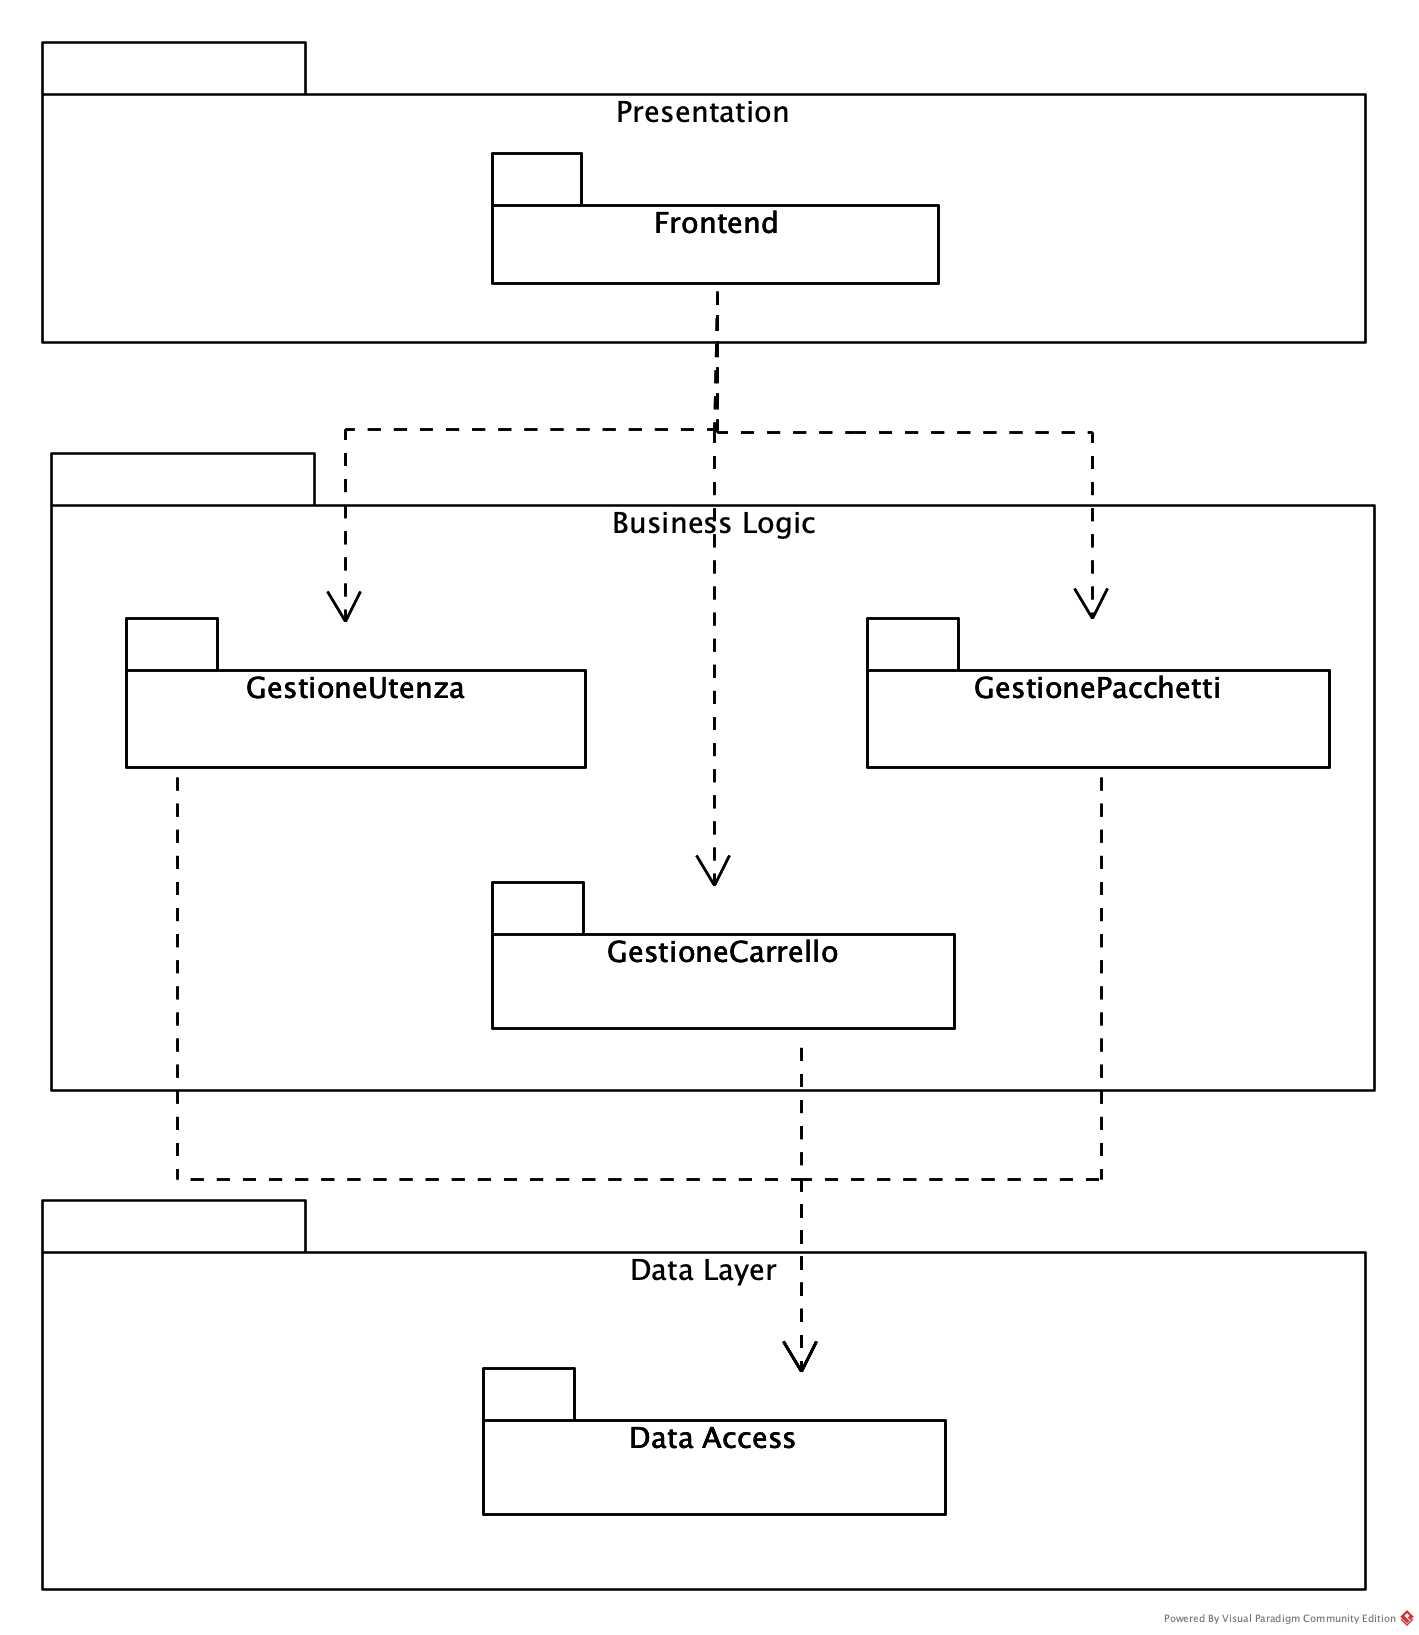 Presentation
Frontend
Business Logic
GestioneUtenza
GestionePacchetti
GestioneCarrello
Data Layer
Data Access
Powered By Visual Paradigm Community Edition